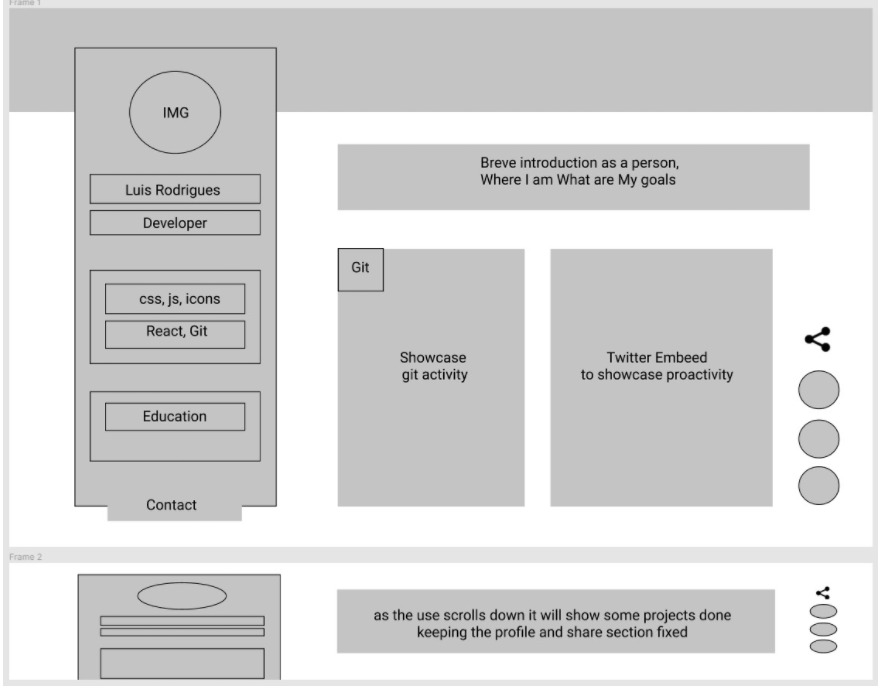 Frame 1
IMG
Luis Rodrigues
Developer
css, js, icons
React, Git
Education
Contact
Breve introduction as a person,
Where I am What are My goals
Git
Showcase
git activity
Twitter Embeed
to showcase proactivity
Frame 2
as the use scrolls down it will show some projects done
keeping the profile and share section fixed